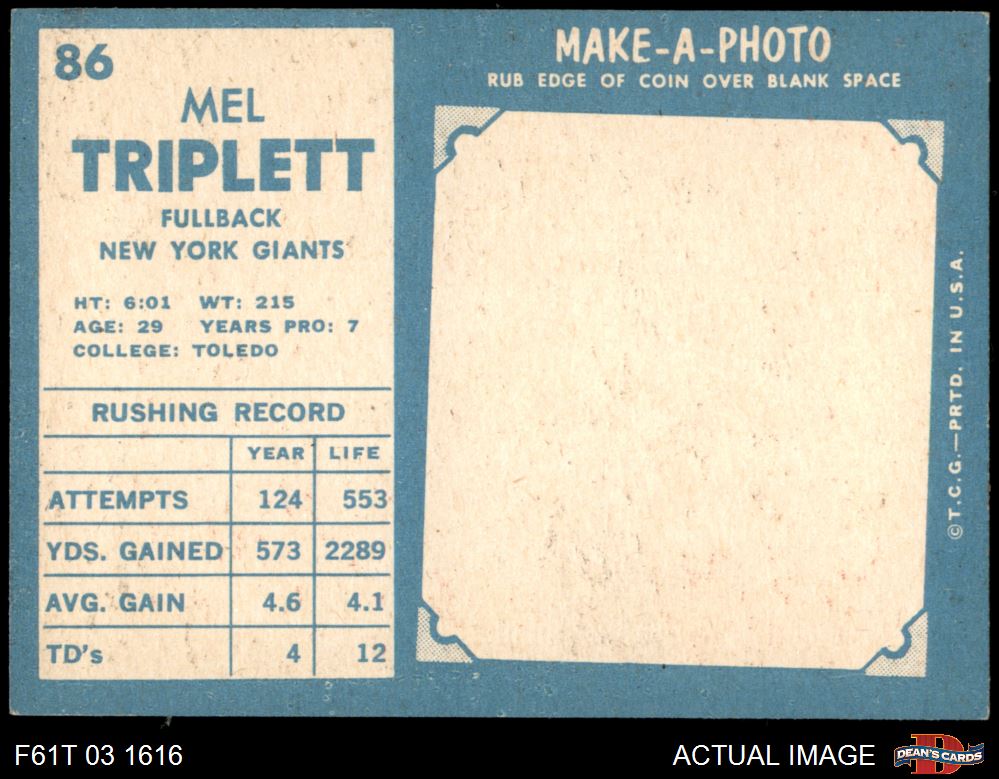 86
MEL
TRIPLETT
FULLBACK
NEW YORK GIANTS
HT: 6:01 WT: 215
AGE: 29 YEARS PRO: 7
COLLEGE: TOLEDO
RUSHING RECORD
YEAR LIFE
ATTEMPTS 124 553
YDS. GAINED 573 2289
AVG. GAIN 4.6 4.1
TD's 4 12
MAKE-A-PHOTO
RUB EDGE OF COIN OVER BLANK SPACE
©T.C.G.—PRTD. IN U.S.A.
F61T 03 1616
ACTUAL IMAGE
D
DEAN'S CARDS